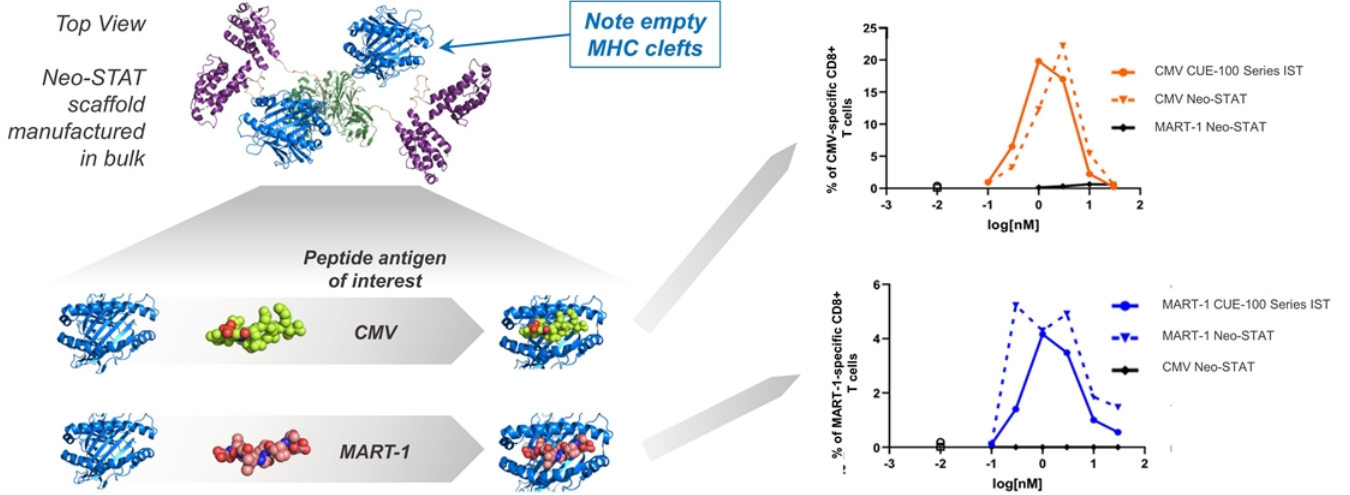 Top View
Neo-STAT
scaffold
manufactured
in bulk
Note empty
MHC clefts
Peptide antigen
of interest
CMV
MART-1
% of CMV-specific CD8+
T cells
25
20
15
10
5
0
-3
-2
-1
0
1
2
log[nM]
CMV CUE-100 Series IST
CMV Neo-STAT
MART-1 Neo-STAT
% of MART-1-specific CD8+
T cells
6
4
2
0
-3
-2
-1
0
1
2
log[nM]
MART-1 CUE-100 Series IST
MART-1 Neo-STAT
CMV Neo-STAT